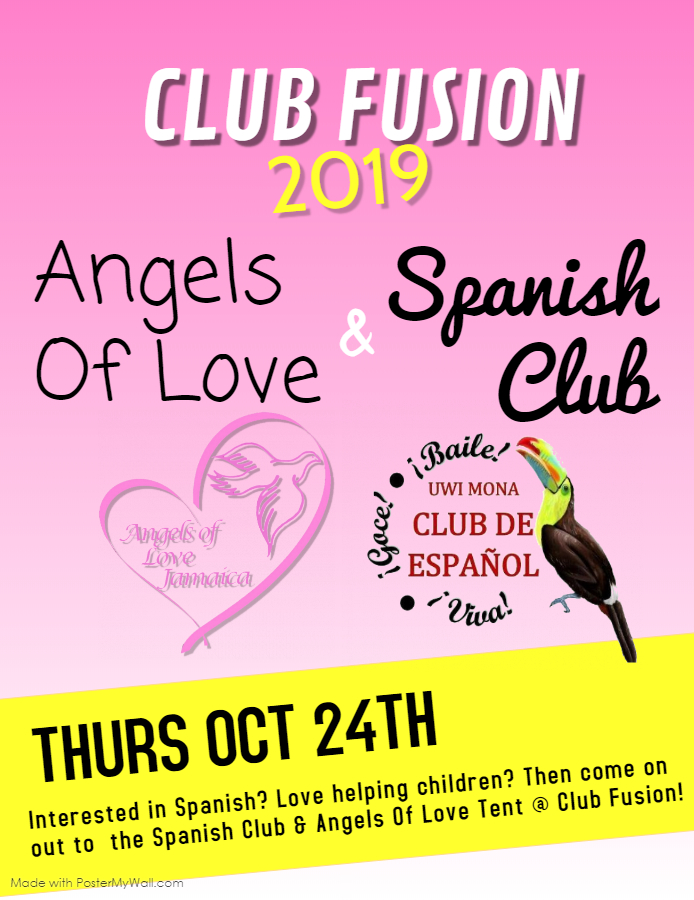 CLUB FUSION
2019
Angels
Of Love
&
Spanish
Club
Angels of
Love
Jamaica
¡Baile!
¡Goce!
UWI MONA
CLUB DE
ESPAÑOL
¡Viva!
THURS OCT 24TH
Interested in Spanish? Love helping children? Then come on
out to the Spanish Club & Angels Of Love Tent @ Club Fusion!
Made with PosterMyWall.com